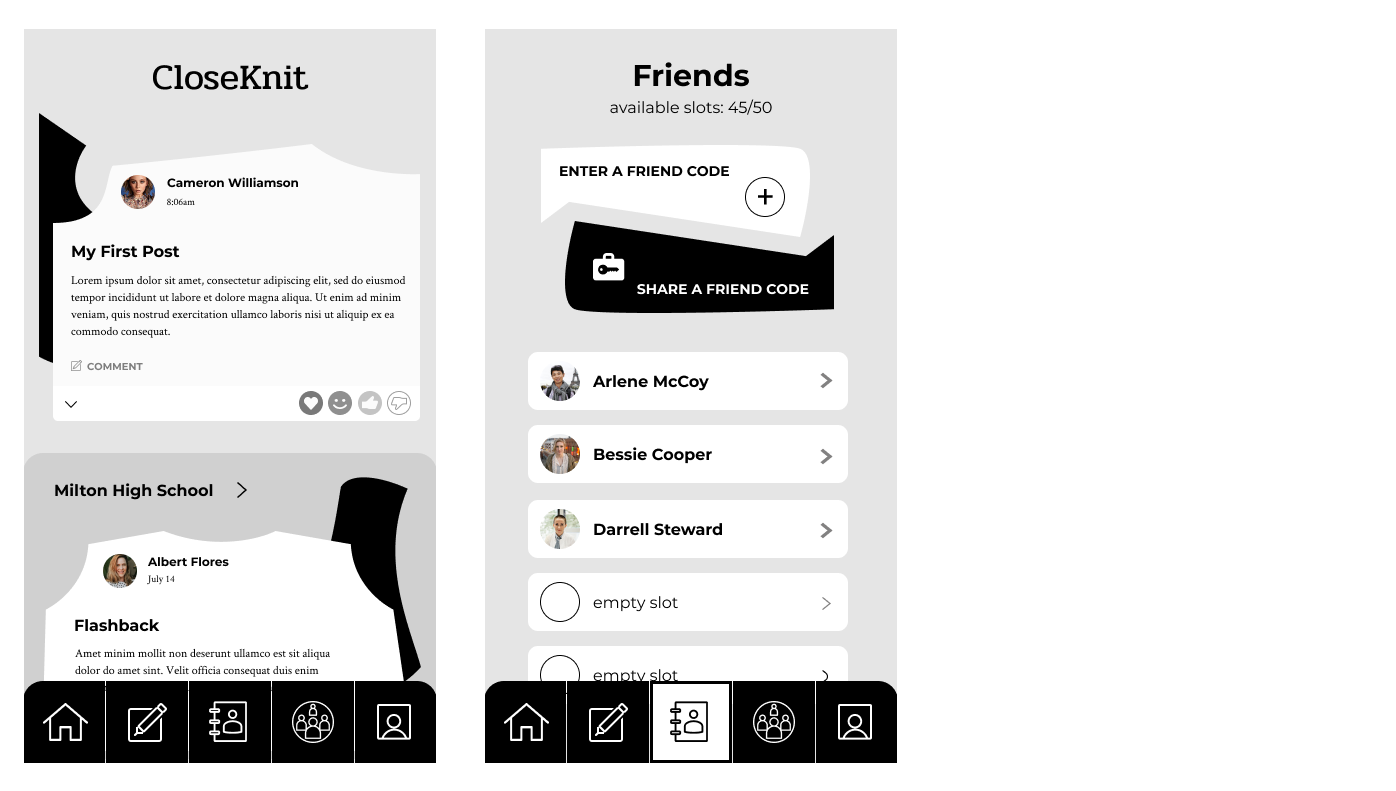 CloseKnit
Cameron Williamson
8:06am
My First Post
Lorem ipsum dolor sit amet, consectetur adipiscing elit, sed do eiusmod
tempor incididunt ut labore et dolore magna aliqua. Ut enim ad minim
veniam, quis nostrud exercitation ullamco laboris nisi ut aliquip ex ea
commodo consequat.
COMMENT
Milton High School
Albert Flores
July 14
Flashback
Amet minim mollit non deserunt ullamco est sit aliqua
dolor do amet sint. Velit officia consequat duis enim
Friends
available slots: 45/50
ENTER A FRIEND CODE
SHARE A FRIEND CODE
Arlene McCoy
Bessie Cooper
Darrell Steward
empty slot
empty slot